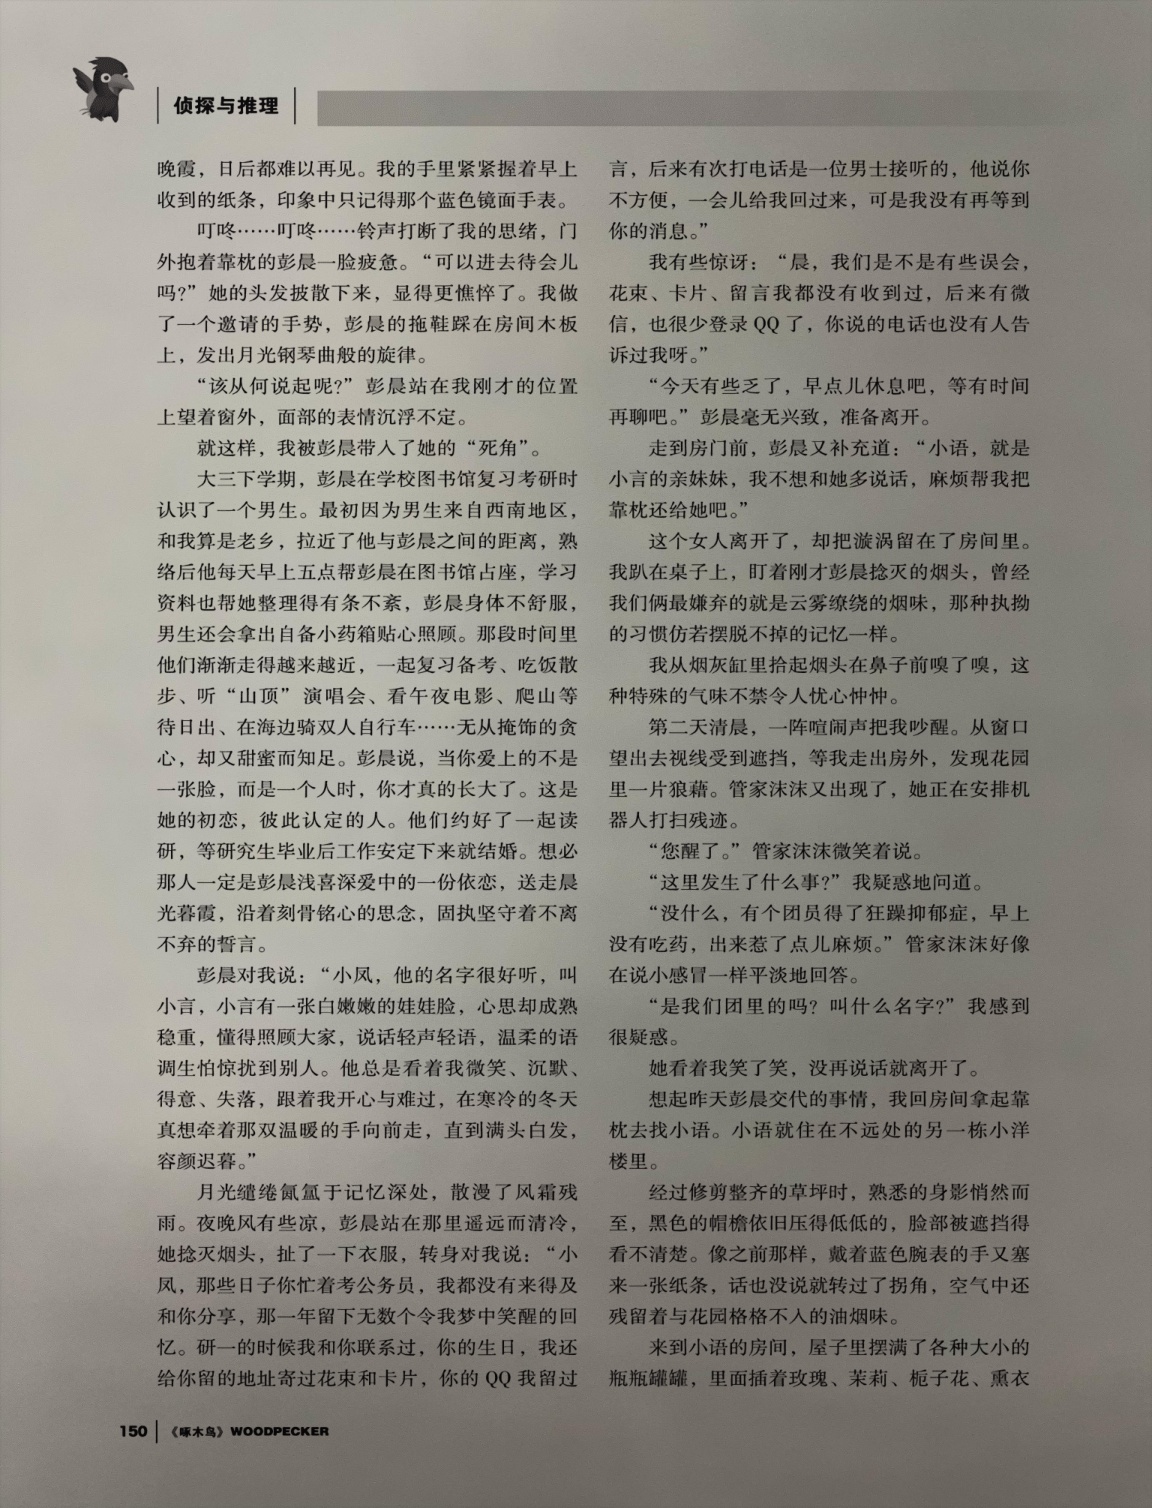 侦探与推理
晚霞，日后都难以再见。我的手里紧紧握着早上
收到的纸条，印象中只记得那个蓝色镜面手表。
叮咚……叮咚……铃声打断了我的思绪，门
外抱着靠枕的彭晨一脸疲惫。“可以进去待会儿
吗?”她的头发披散下来，显得更憔悴了。我做
了一个邀请的手势，彭晨的拖鞋踩在房间木板
上，发出月光钢琴曲般的旋律。
“该从何说起呢?”彭晨站在我刚才的位置
上望着窗外，面部的表情沉浮不定。
就这样，我被彭晨带入了她的“死角”。
大三下学期，彭晨在学校图书馆复习考研时
认识了一个男生。最初因为男生来自西南地区，
和我算是老乡，拉近了他与彭晨之间的距离，熟
络后他每天早上五点帮彭晨在图书馆占座，学习
资料也帮她整理得有条不紊，彭晨身体不舒服，
男生还会拿出自备小药箱贴心照顾。那段时间里
他们渐渐走得越来越近，一起复习备考、吃饭散
步、听“山顶”演唱会、看午夜电影、爬山等
待日出、在海边骑双人自行车……无从掩饰的贪
心，却又甜蜜而知足。彭晨说，当你爱上的不是
一张脸，而是一个人时，你才真的长大了。这是
她的初恋，彼此认定的人。他们约好了一起读
研，等研究生毕业后工作安定下来就结婚。想必
那人一定是彭晨浅喜深爱中的一份依恋，送走晨
光暮霞，沿着刻骨铭心的思念，固执坚守着不离
不弃的誓言。
彭晨对我说：“小凤，他的名字很好听，叫
小言，小言有一张白嫩嫩的娃娃脸，心思却成熟
稳重，懂得照顾大家，说话轻声轻语，温柔的语
调生怕惊扰到别人。他总是看着我微笑、沉默、
得意、失落，跟着我开心与难过，在寒冷的冬天
真想牵着那双温暖的手向前走，直到满头白发，
容颜迟暮。”
月光缱绻氤氲于记忆深处，散漫了风霜残
雨。夜晚风有些凉，彭晨站在那里遥远而清冷，
她捻灭烟头，扯了一下衣服，转身对我说：“小
凤，那些日子你忙着考公务员，我都没有来得及
和你分享，那一年留下无数个令我梦中笑醒的回
忆。研一的时候我和你联系过，你的生日，我还
给你留的地址寄过花束和卡片，你的QQ我留过
言，后来有次打电话是一位男士接听的，他说你
不方便，一会儿给我回过来，可是我没有再等到
你的消息。”
我有些惊讶：“晨，我们是不是有些误会，
花束、卡片、留言我都没有收到过，后来有微
信，也很少登录QQ了，你说的电话也没有人告
诉过我呀。”
“今天有些乏了，早点儿休息吧，等有时间
再聊吧。”彭晨毫无兴致，准备离开。
走到房门前，彭晨又补充道：“小语，就是
小言的亲妹妹，我不想和她多说话，麻烦帮我把
靠枕还给她吧。”
这个女人离开了，却把漩涡留在了房间里。
我趴在桌子上，盯着刚才彭晨捻灭的烟头，曾经
我们俩最嫌弃的就是云雾缭绕的烟味，那种执拗
的习惯仿若摆脱不掉的记忆一样。
我从烟灰缸里拾起烟头在鼻子前嗅了嗅，这
种特殊的气味不禁令人忧心忡忡。
第二天清晨，一阵喧闹声把我吵醒。从窗口
望出去视线受到遮挡，等我走出房外，发现花园
里一片狼藉。管家沫沫又出现了，她正在安排机
器人打扫残迹。
“您醒了。”管家沫沫微笑着说。
“这里发生了什么事?”我疑惑地问道。
“没什么，有个团员得了狂躁抑郁症，早上
没有吃药，出来惹了点儿麻烦。”管家沫沫好像
在说小感冒一样平淡地回答。
“是我们团里的吗? 叫什么名字?”我感到
很疑惑。
她看着我笑了笑，没再说话就离开了。
想起昨天彭晨交代的事情，我回房间拿起靠
枕去找小语。小语就住在不远处的另一栋小洋
楼里。
经过修剪整齐的草坪时，熟悉的身影悄然而
至，黑色的帽檐依旧压得低低的，脸部被遮挡得
看不清楚。像之前那样，戴着蓝色腕表的手又塞
来一张纸条，话也没说就转过了拐角，空气中还
残留着与花园格格不入的油烟味。
来到小语的房间，屋子里摆满了各种大小的
瓶瓶罐罐，里面插着玫瑰、茉莉、栀子花、熏衣
150 《啄木鸟》WOODPECKER